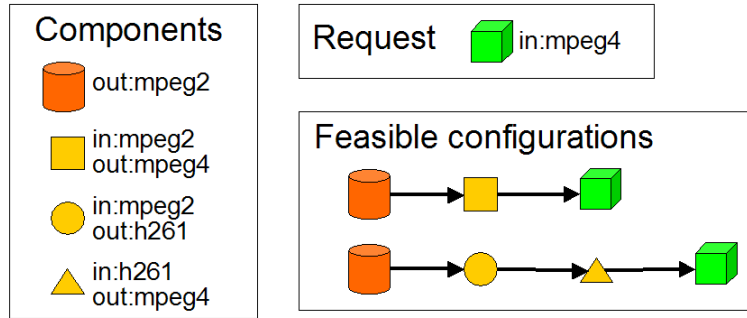 Components
out:mpeg2
in:mpeg2
out:mpeg4
in:mpeg2
out:h261
in:h261
out:mpeg4
Request
in:mpeg4
Feasible configurations